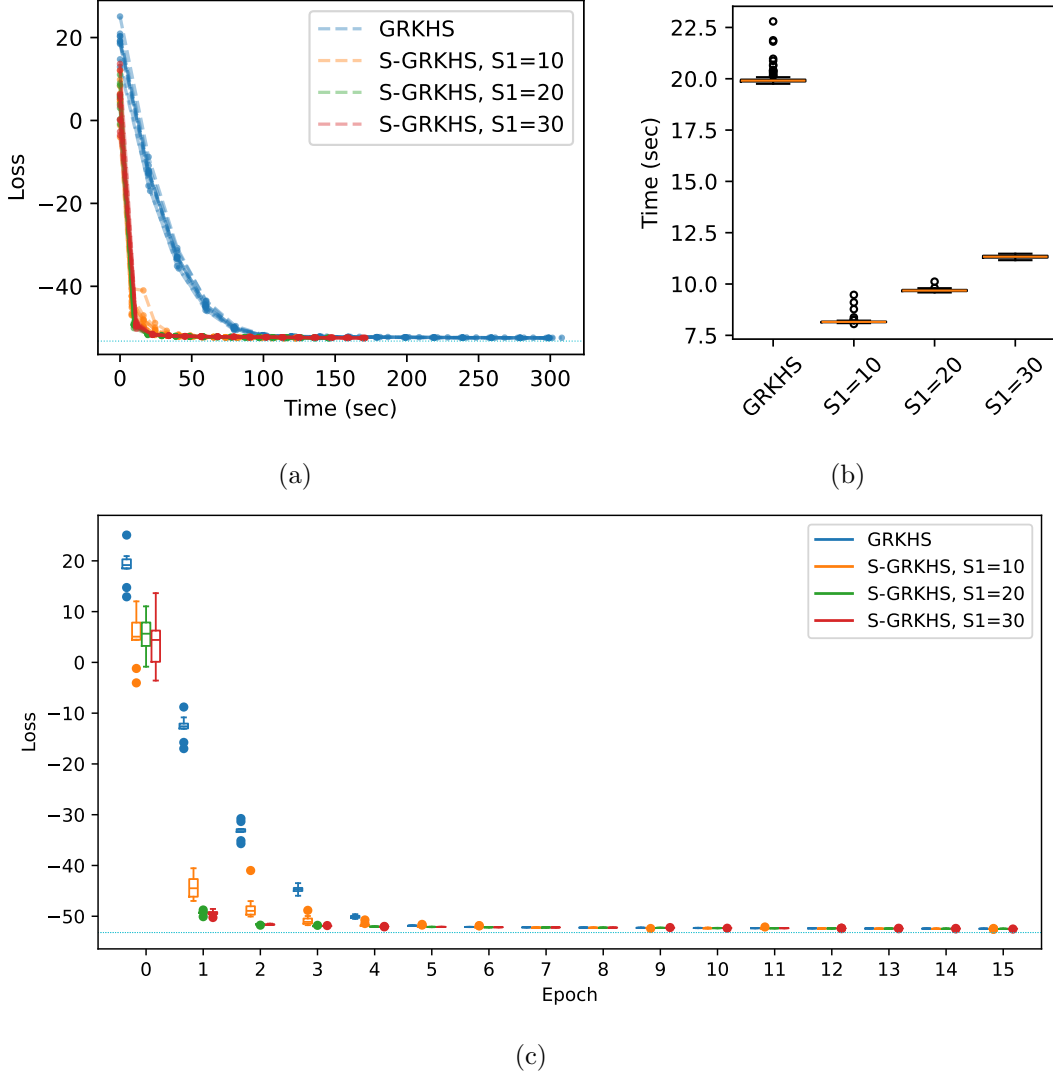 20
0
−20
−40
Loss
0 50 100 150 200 250 300
Time (sec)
GRKHS
S-GRKHS, S1=10
S-GRKHS, S1=20
S-GRKHS, S1=30
(a)
22.5
20.0
17.5
15.0
12.5
10.0
7.5
Time (sec)
GRKHS S1=10 S1=20 S1=30
(b)
20
10
0
−10
−20
−30
−40
−50
Loss
GRKHS
S-GRKHS, S1=10
S-GRKHS, S1=20
S-GRKHS, S1=30
0 1 2 3 4 5 6 7 8 9 10 11 12 13 14 15
Epoch
(c)